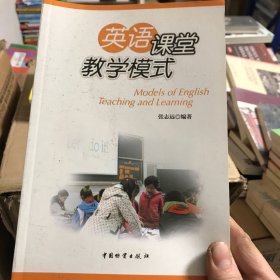 英语课堂
教学模式
Models of English
Teaching and Learning
张志远◎编著
中国物资出版社